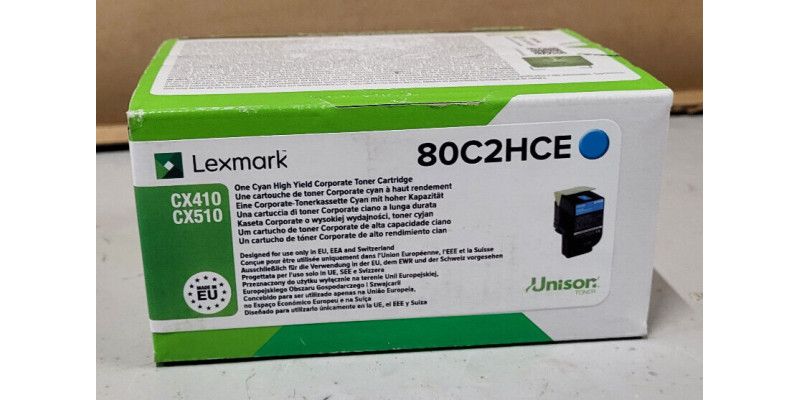 Lexmark™
80C2HCE
CX410
CX510
One Cyan High Yield Corporate Toner Cartridge
Une cartouche de toner Corporate cyan à haut rendement
Eine Corporate-Tonerkassette Cyan mit hoher Kapazität
Una cartuccia di toner Corporate ciano a lunga durata
Kaseta Corporate o wysokiej wydajności, toner cyjan
Um cartucho de toner Corporate de alta capacidade ciano
Un cartucho de tóner Corporate de alto rendimiento cian
Designed for use only in EU, EEA and Switzerland
Conçue pour être utilisée uniquement dans l'Union Européenne, l'EEE et la Suisse
Ausschließlich für die Verwendung in der EU, dem EWR und der Schweiz vorgesehen
Progettata per l'uso solo in UE, SEE e Svizzera
Przeznaczony do użytku wyłącznie na terenie Unii Europejskiej,
Europejskiego Obszaru Gospodarczego i Szwajcarii
Concebido para ser utilizado apenas na União Europeia,
no Espaço Económico Europeu e na Suíça
Diseñado para utilizarlo únicamente en la UE, el EEE y Suiza
MADE IN
EU
Unison
TONER